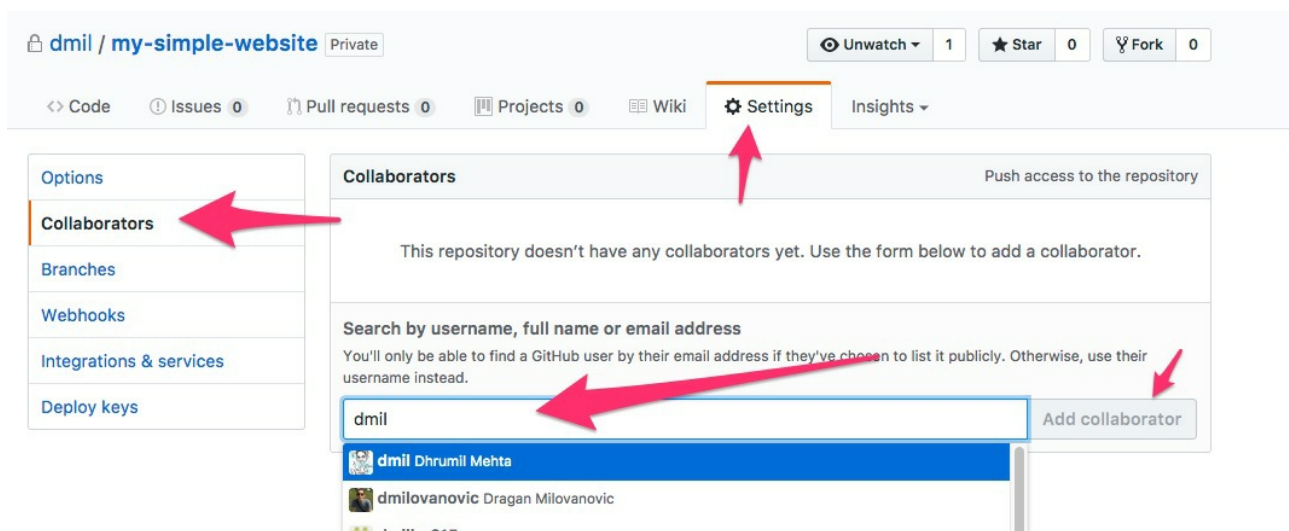 dmil / my-simple-website Private
Unwatch 1 Star 0 Fork 0
Code Issues 0 Pull requests 0 Projects 0 Wiki Settings Insights
Options
Collaborators
Branches
Webhooks
Integrations & services
Deploy keys
Collaborators Push access to the repository
This repository doesn't have any collaborators yet. Use the form below to add a collaborator.
Search by username, full name or email address
You'll only be able to find a GitHub user by their email address if they've chosen to list it publicly. Otherwise, use their
username instead.
dmil Add collaborator
dmil Dhrumil Mehta
dmilovanovic Dragan Milovanovic